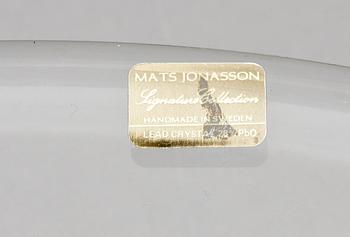 MATS JONASSON
Signature Collection
HANDMADE IN SWEDEN
LEAD CRYSTAL PbO